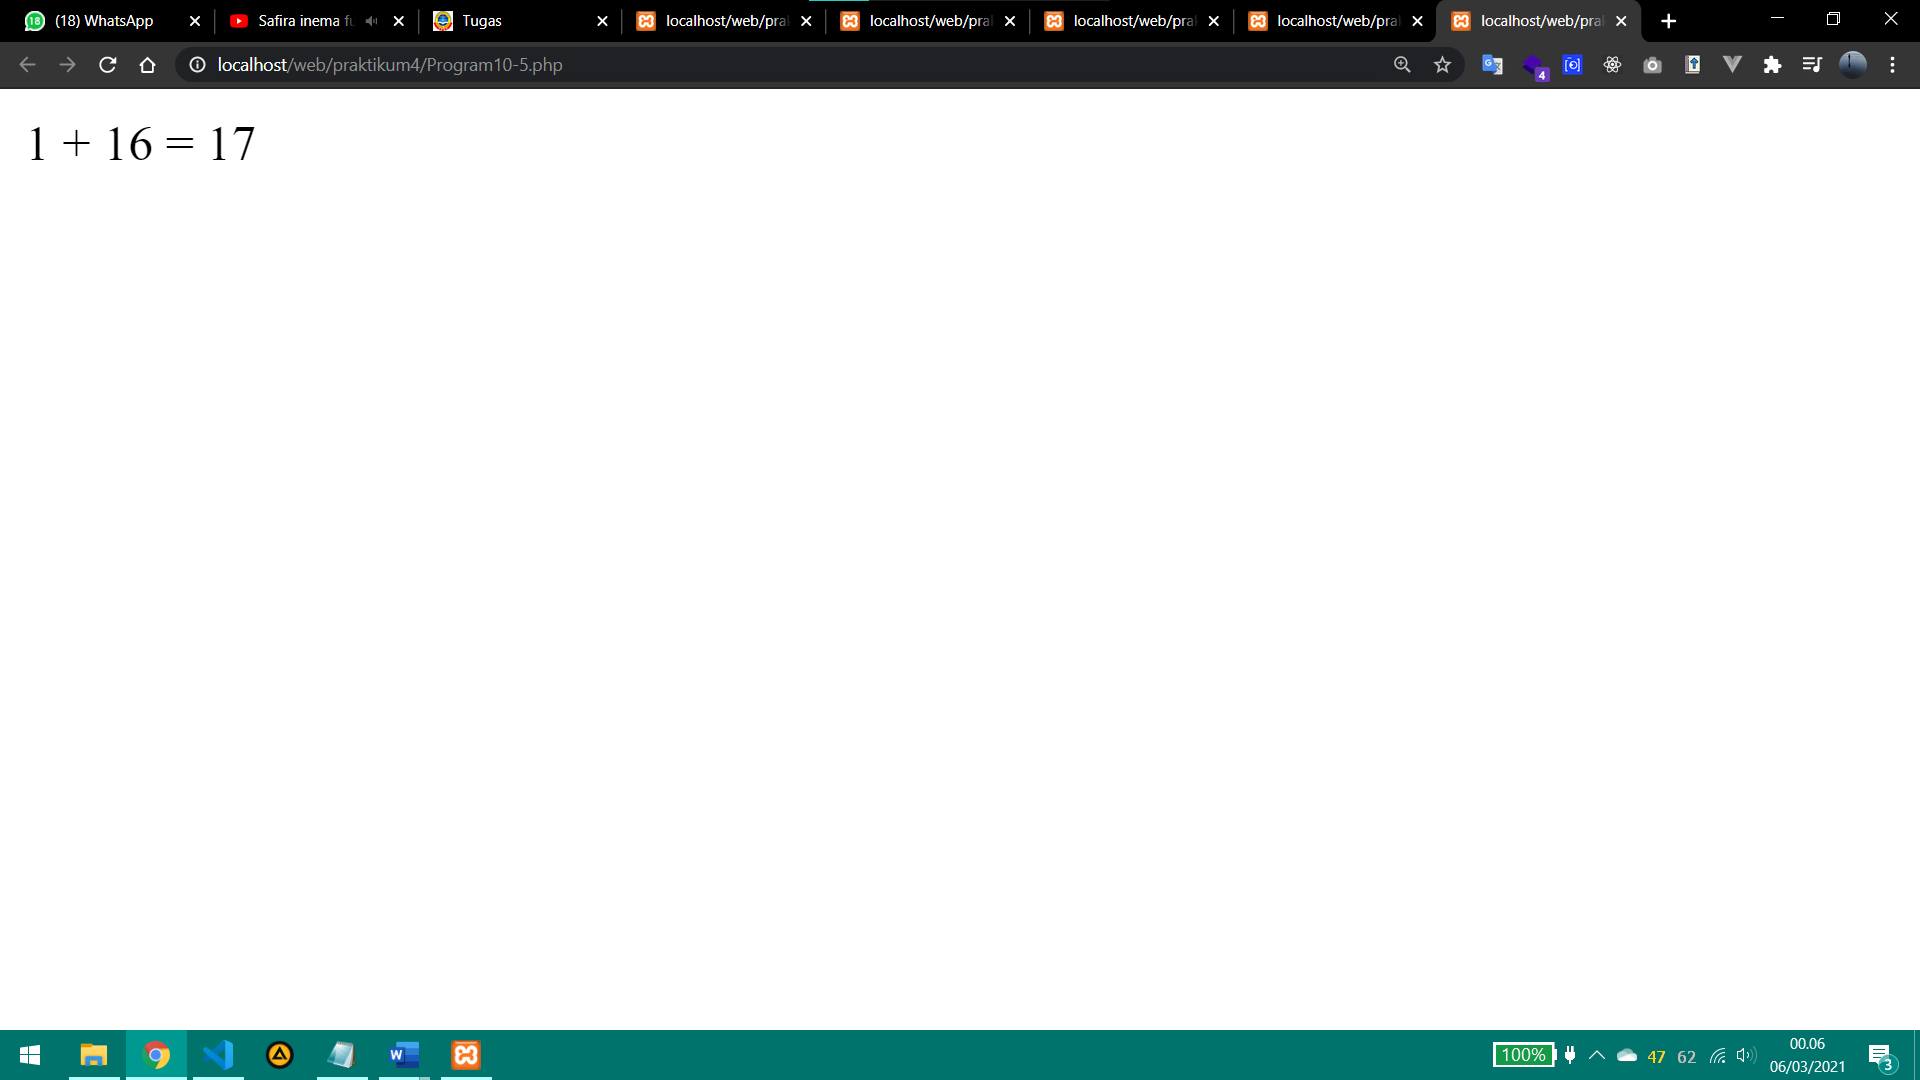 (18) WhatsApp
Safira inema fu
Tugas
localhost/web/pra
localhost/web/pra
localhost/web/pra
localhost/web/pra
localhost/web/pra
localhost/web/praktikum4/Program10-5.php
4
1 + 16 = 17
100%
47
62
00.06
06/03/2021
3